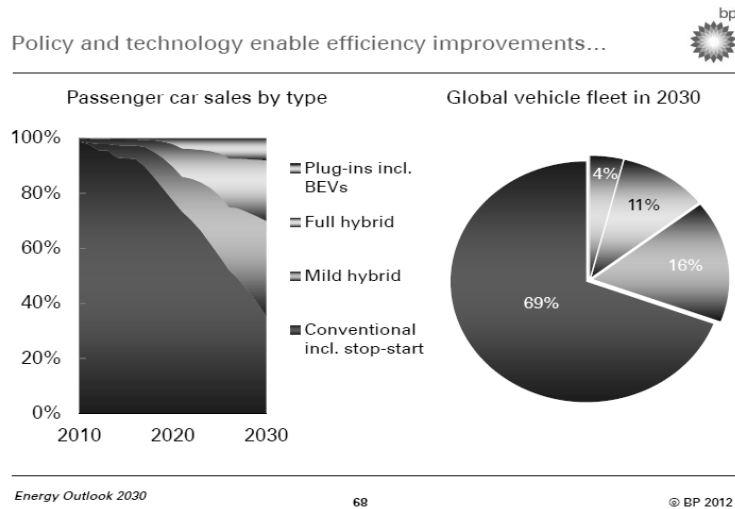 bp
Policy and technology enable efficiency improvements…
Passenger car sales by type
Global vehicle fleet in 2030
100%
80%
60%
40%
20%
0%
2010
2020
2030
Plug-ins incl.
BEVs
Full hybrid
Mild hybrid
Conventional
incl. stop-start
4%
11%
16%
69%
Energy Outlook 2030
68
© BP 2012